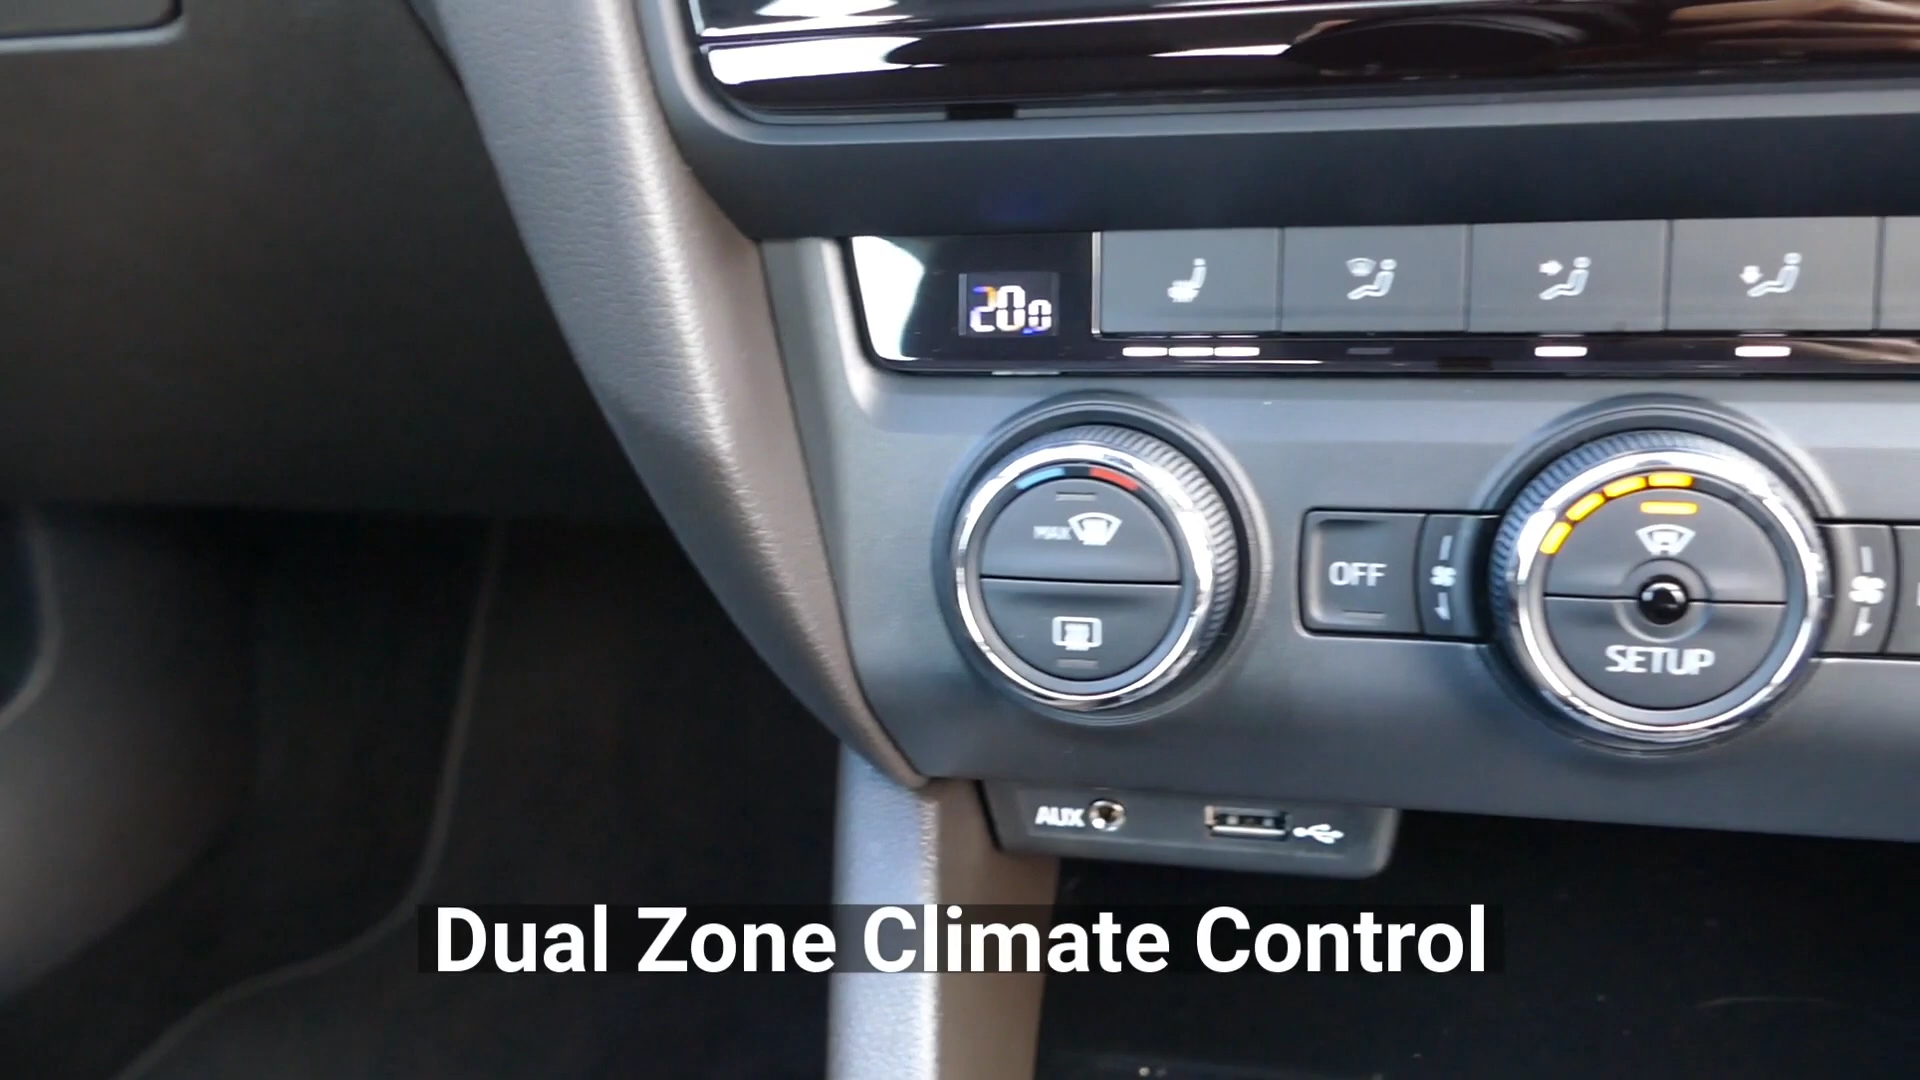 20.0
MAX
OFF
SETUP
AUX
Dual Zone Climate Control